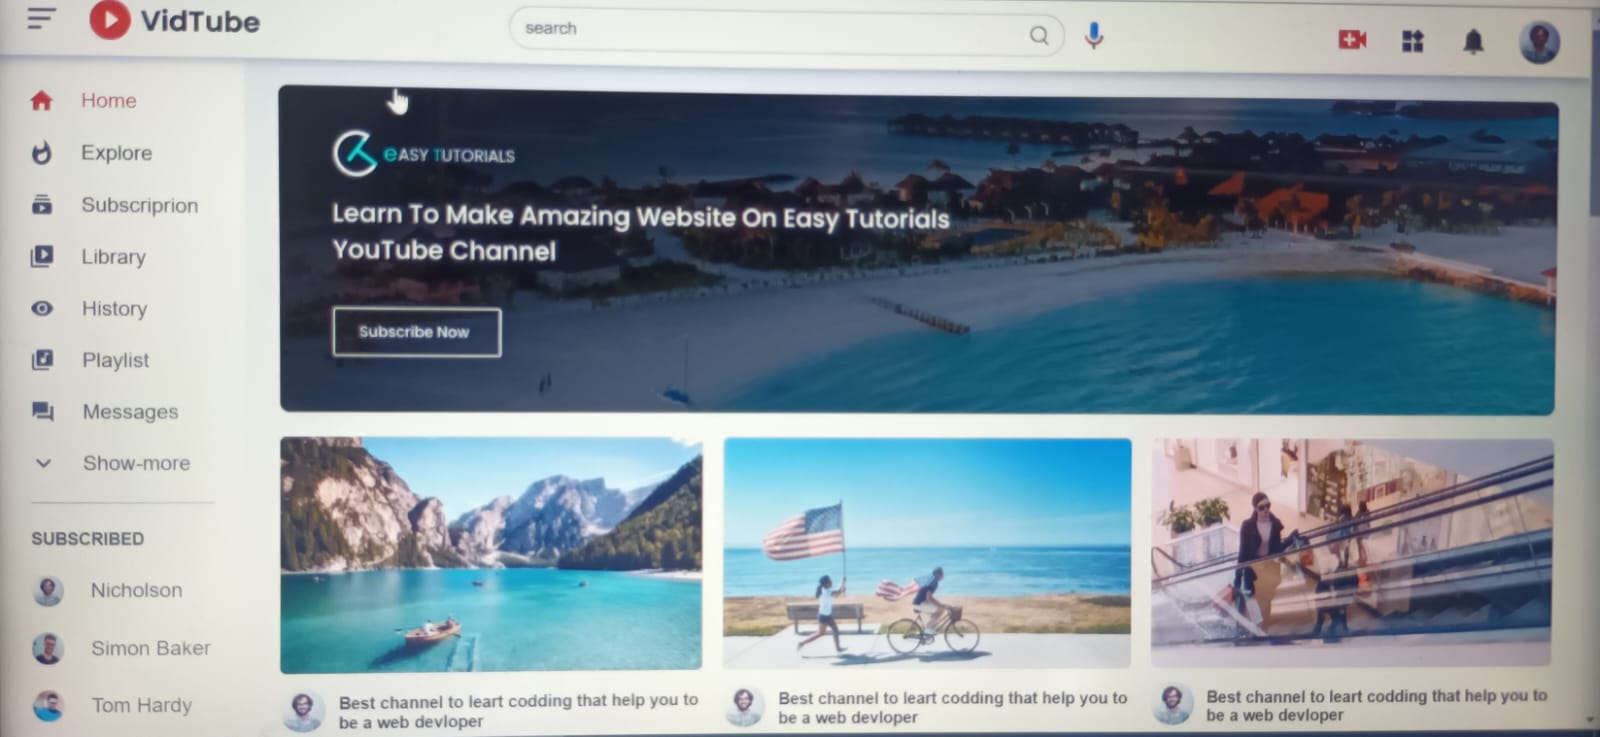 VidTube
search
Home
Explore
Subscriprion
Library
History
Playlist
Messages
Show-more
SUBSCRIBED
Nicholson
Simon Baker
Tom Hardy
eASY TUTORIALS
Learn To Make Amazing Website On Easy Tutorials
YouTube Channel
Subscribe Now
Best channel to leart codding that help you to
be a web devloper
Best channel to leart codding that help you to
be a web devloper
Best channel to leart codding that help you to
be a web devloper